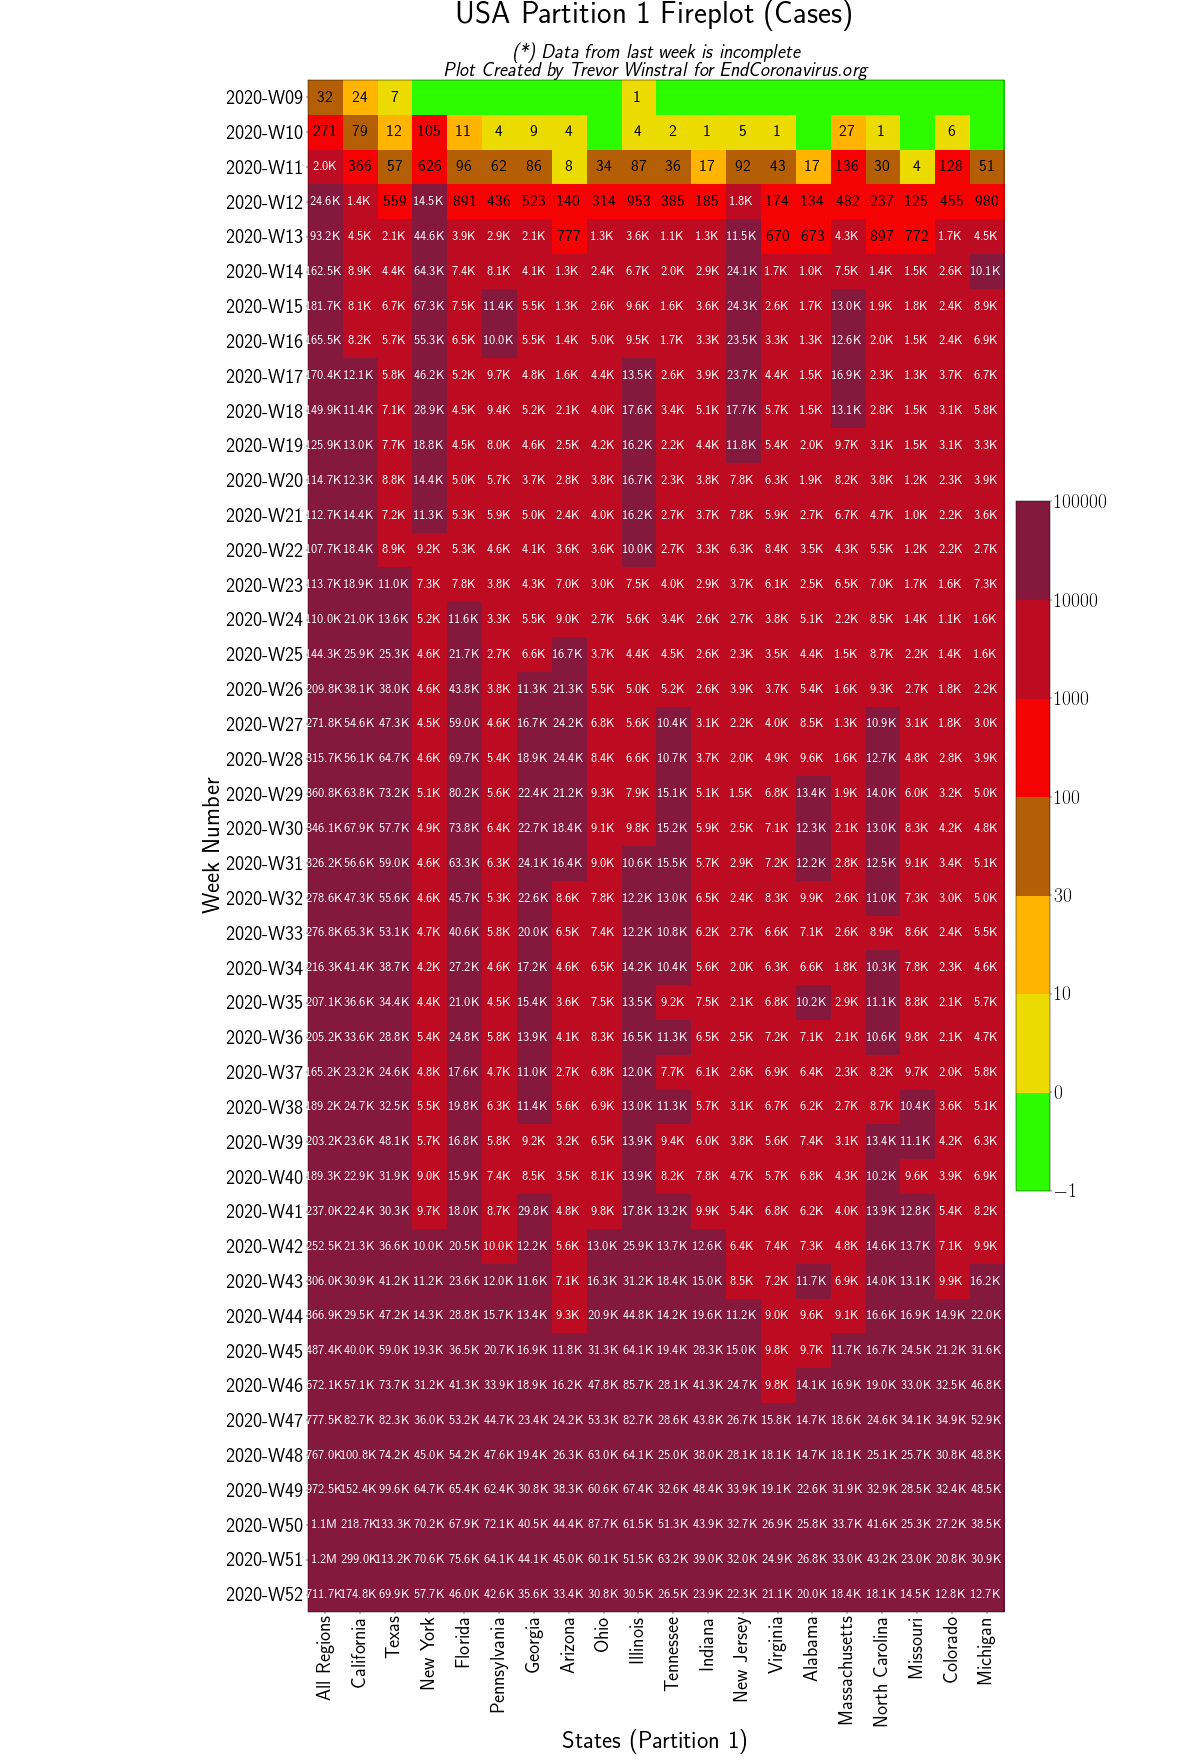 USA Partition 1 Fireplot (Cases)
(*) Data from last week is incomplete
Plot Created by Trevor Winstral for EndCoronavirus.org
2020-W09 32 24 7 1
2020-W10 271 79 12 105 11 4 9 4 4 2 1 5 1 27 1 6
2020-W11 2.0K 366 57 626 96 62 86 8 34 87 36 17 92 43 17 136 30 4 128 51
2020-W12 24.6K 1.4K 559 14.5K 891 436 523 140 314 953 385 185 1.8K 174 134 482 237 125 455 980
2020-W13 93.2K 4.5K 2.1K 44.6K 3.9K 2.9K 2.1K 777 1.3K 3.6K 1.1K 1.3K 11.5K 670 673 4.3K 897 772 1.7K 4.5K
2020-W14 162.5K 8.9K 4.4K 64.3K 7.4K 8.1K 4.1K 1.3K 2.4K 6.7K 2.0K 2.9K 24.1K 1.7K 1.0K 7.5K 1.4K 1.5K 2.6K 10.1K
2020-W15 181.7K 8.1K 6.7K 67.3K 7.5K 11.4K 5.5K 1.3K 2.6K 9.6K 1.6K 3.6K 24.3K 2.6K 1.7K 13.0K 1.9K 1.8K 2.4K 8.9K
2020-W16 165.5K 8.2K 5.7K 55.3K 6.5K 10.0K 5.5K 1.4K 5.0K 9.5K 1.7K 3.3K 23.5K 3.3K 1.3K 12.6K 2.0K 1.5K 2.4K 6.9K
2020-W17 170.4K 12.1K 5.8K 46.2K 5.2K 9.7K 4.8K 1.6K 4.4K 13.5K 2.6K 3.9K 23.7K 4.4K 1.5K 16.9K 2.3K 1.3K 3.7K 6.7K
2020-W18 149.9K 11.4K 7.1K 28.9K 4.5K 9.4K 5.2K 2.1K 4.0K 17.6K 3.4K 5.1K 17.7K 5.7K 1.5K 13.1K 2.8K 1.5K 3.1K 5.8K
2020-W19 125.9K 13.0K 7.7K 18.8K 4.5K 8.0K 4.6K 2.5K 4.2K 16.2K 2.2K 4.4K 11.8K 5.4K 2.0K 9.7K 3.1K 1.5K 3.1K 3.3K
2020-W20 114.7K 12.3K 8.8K 14.4K 5.0K 5.7K 3.7K 2.8K 3.8K 16.7K 2.3K 3.8K 7.8K 6.3K 1.9K 8.2K 3.8K 1.2K 2.3K 3.9K
2020-W21 112.7K 14.4K 7.2K 11.3K 5.3K 5.9K 5.0K 2.4K 4.0K 16.2K 2.7K 3.7K 7.8K 5.9K 2.7K 6.7K 4.7K 1.0K 2.2K 3.6K
2020-W22 107.7K 18.4K 8.9K 9.2K 5.3K 4.6K 4.1K 3.6K 3.6K 10.0K 2.7K 3.3K 6.3K 8.4K 3.5K 4.3K 5.5K 1.2K 2.2K 2.7K
2020-W23 113.7K 18.9K 11.0K 7.3K 7.8K 3.8K 4.3K 7.0K 3.0K 7.5K 4.0K 2.9K 3.7K 6.1K 2.5K 6.5K 7.0K 1.7K 1.6K 7.3K
2020-W24 110.0K 21.0K 13.6K 5.2K 11.6K 3.3K 5.5K 9.0K 2.7K 5.6K 3.4K 2.6K 2.7K 3.8K 5.1K 2.2K 8.5K 1.4K 1.1K 1.6K
2020-W25 144.3K 25.9K 25.3K 4.6K 21.7K 2.7K 6.6K 16.7K 3.7K 4.4K 4.5K 2.6K 2.3K 3.5K 4.4K 1.5K 8.7K 2.2K 1.4K 1.6K
2020-W26 209.8K 38.1K 38.0K 4.6K 43.8K 3.8K 11.3K 21.3K 5.5K 5.0K 5.2K 2.6K 3.9K 3.7K 5.4K 1.6K 9.3K 2.7K 1.8K 2.2K
2020-W27 271.8K 54.6K 47.3K 4.5K 59.0K 4.6K 16.7K 24.2K 6.8K 5.6K 10.4K 3.1K 2.2K 4.0K 8.5K 1.3K 10.9K 3.1K 1.8K 3.0K
2020-W28 315.7K 56.1K 64.7K 4.6K 69.7K 5.4K 18.9K 24.4K 8.4K 6.6K 10.7K 3.7K 2.0K 4.9K 9.6K 1.6K 12.7K 4.8K 2.8K 3.9K
2020-W29 360.8K 63.8K 73.2K 5.1K 80.2K 5.6K 22.4K 21.2K 9.3K 7.9K 15.1K 5.1K 1.5K 6.8K 13.4K 1.9K 14.0K 6.0K 3.2K 5.0K
2020-W30 346.1K 67.9K 57.7K 4.9K 73.8K 6.4K 22.7K 18.4K 9.1K 9.8K 15.2K 5.9K 2.5K 7.1K 12.3K 2.1K 13.0K 8.3K 4.2K 4.8K
2020-W31 326.2K 56.6K 59.0K 4.6K 63.3K 6.3K 24.1K 16.4K 9.0K 10.6K 15.5K 5.7K 2.9K 7.2K 12.2K 2.8K 12.5K 9.1K 3.4K 5.1K
2020-W32 278.6K 47.3K 55.6K 4.6K 45.7K 5.3K 22.6K 8.6K 7.8K 12.2K 13.0K 6.5K 2.4K 8.3K 9.9K 2.6K 11.0K 7.3K 3.0K 5.0K
2020-W33 276.8K 65.3K 53.1K 4.7K 40.6K 5.8K 20.0K 6.5K 7.4K 12.2K 10.8K 6.2K 2.7K 6.6K 7.1K 2.6K 8.9K 8.6K 2.4K 5.5K
2020-W34 216.3K 41.4K 38.7K 4.2K 27.2K 4.6K 17.2K 4.6K 6.5K 14.2K 10.4K 5.6K 2.0K 6.3K 6.6K 1.8K 10.3K 7.8K 2.3K 4.6K
2020-W35 207.1K 36.6K 34.4K 4.4K 21.0K 4.5K 15.4K 3.6K 7.5K 13.5K 9.2K 7.5K 2.1K 6.8K 10.2K 2.9K 11.1K 8.8K 2.1K 5.7K
2020-W36 205.2K 33.6K 28.8K 5.4K 24.8K 5.8K 13.9K 4.1K 8.3K 16.5K 11.3K 6.5K 2.5K 7.2K 7.1K 2.1K 10.6K 9.8K 2.1K 4.7K
2020-W37 165.2K 23.2K 24.6K 4.8K 17.6K 4.7K 11.0K 2.7K 6.8K 12.0K 7.7K 6.1K 2.6K 6.9K 6.4K 2.3K 8.2K 9.7K 2.0K 5.8K
2020-W38 189.2K 24.7K 32.5K 5.5K 19.8K 6.3K 11.4K 5.6K 6.9K 13.0K 11.3K 5.7K 3.1K 6.7K 6.2K 2.7K 8.7K 10.4K 3.6K 5.1K
2020-W39 203.2K 23.6K 48.1K 5.7K 16.8K 5.8K 9.2K 3.2K 6.5K 13.9K 9.4K 6.0K 3.8K 5.6K 7.4K 3.1K 13.4K 11.1K 4.2K 6.3K
2020-W40 189.3K 22.9K 31.9K 9.0K 15.9K 7.4K 8.5K 3.5K 8.1K 13.9K 8.2K 7.8K 4.7K 5.7K 6.8K 4.3K 10.2K 9.6K 3.9K 6.9K
2020-W41 237.0K 22.4K 30.3K 9.7K 18.0K 8.7K 29.8K 4.8K 9.8K 17.8K 13.2K 9.9K 5.4K 6.8K 6.2K 4.0K 13.9K 12.8K 5.4K 8.2K
2020-W42 252.5K 21.3K 36.6K 10.0K 20.5K 10.0K 12.2K 5.6K 13.0K 25.9K 13.7K 12.6K 6.4K 7.4K 7.3K 4.8K 14.6K 13.7K 7.1K 9.9K
2020-W43 306.0K 30.9K 41.2K 11.2K 23.6K 12.0K 11.6K 7.1K 16.3K 31.2K 18.4K 15.0K 8.5K 7.2K 11.7K 6.9K 14.0K 13.1K 9.9K 16.2K
2020-W44 366.9K 29.5K 47.2K 14.3K 28.8K 15.7K 13.4K 9.3K 20.9K 44.8K 14.2K 19.6K 11.2K 9.0K 9.6K 9.1K 16.6K 16.9K 14.9K 22.0K
2020-W45 487.4K 40.0K 59.0K 19.3K 36.5K 20.7K 16.9K 11.8K 31.3K 64.1K 19.4K 28.3K 15.0K 9.8K 9.7K 11.7K 16.7K 24.5K 21.2K 31.6K
2020-W46 672.1K 57.1K 73.7K 31.2K 41.3K 33.9K 18.9K 16.2K 47.8K 85.7K 28.1K 41.3K 24.7K 9.8K 14.1K 16.9K 19.0K 33.0K 32.5K 46.8K
2020-W47 777.5K 82.7K 82.3K 36.0K 53.2K 44.7K 23.4K 24.2K 53.3K 82.7K 28.6K 43.8K 26.7K 15.8K 14.7K 18.6K 24.6K 34.1K 34.9K 52.9K
2020-W48 767.0K 100.8K 74.2K 45.0K 54.2K 47.6K 19.4K 26.3K 63.0K 64.1K 25.0K 38.0K 28.1K 18.1K 14.7K 18.1K 25.1K 25.7K 30.8K 48.8K
2020-W49 972.5K 152.4K 99.6K 64.7K 65.4K 62.4K 30.8K 38.3K 60.6K 67.4K 32.6K 48.4K 33.9K 19.1K 22.6K 31.9K 32.9K 28.5K 32.4K 48.5K
2020-W50 1.1M 218.7K 133.3K 70.2K 67.9K 72.1K 40.5K 44.4K 87.7K 61.5K 51.3K 43.9K 32.7K 26.9K 25.8K 33.7K 41.6K 25.3K 27.2K 38.5K
2020-W51 1.2M 299.0K 113.2K 70.6K 75.6K 64.1K 44.1K 45.0K 60.1K 51.5K 63.2K 39.0K 32.0K 24.9K 26.8K 33.0K 43.2K 23.0K 20.8K 30.9K
2020-W52 711.7K 174.8K 69.9K 57.7K 46.0K 42.6K 35.6K 33.4K 30.8K 30.5K 26.5K 23.9K 22.3K 21.1K 20.0K 18.4K 18.1K 14.5K 12.8K 12.7K
Week Number
All Regions
California
Texas
New York
Florida
Pennsylvania
Georgia
Arizona
Ohio
Illinois
Tennessee
Indiana
New Jersey
Virginia
Alabama
Massachusetts
North Carolina
Missouri
Colorado
Michigan
States (Partition 1)
100000
10000
1000
100
30
10
0
−1